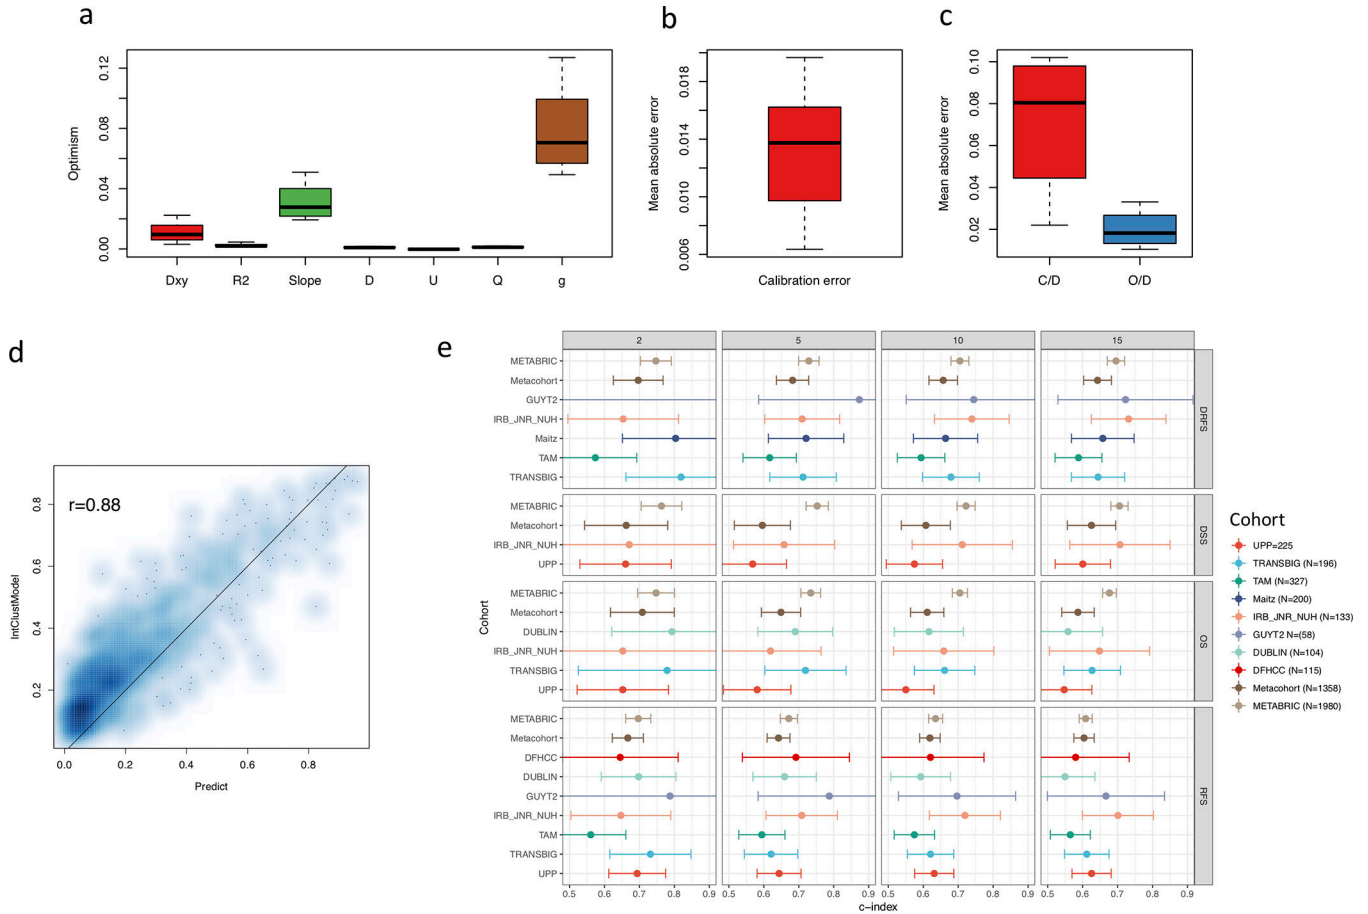 a
Optimism
0.00
0.04
0.08
0.12
Dxy R2 Slope D U Q g
b
Mean absolute error
0.006
0.010
0.014
0.018
Calibration error
c
Mean absolute error
0.02
0.04
0.06
0.08
0.10
C/D O/D
d
r=0.88
IntClustModel
0.2
0.4
0.6
0.8
0.0 0.2 0.4 0.6 0.8
Predict
e
2 5 10 15
METABRIC
Metacohort
GUYT2
IRB_JNR_NUH
Maitz
TAM
TRANSBIG
DRFS
METABRIC
Metacohort
IRB_JNR_NUH
UPP
DSS
METABRIC
Metacohort
DUBLIN
IRB_JNR_NUH
TRANSBIG
UPP
OS
METABRIC
Metacohort
DFHCC
DUBLIN
GUYT2
IRB_JNR_NUH
TAM
TRANSBIG
UPP
RFS
Cohort
0.5 0.6 0.7 0.8 0.9 0.5 0.6 0.7 0.8 0.9 0.5 0.6 0.7 0.8 0.9 0.5 0.6 0.7 0.8 0.9
c-index
Cohort
UPP=225
TRANSBIG (N=196)
TAM (N=327)
Maitz (N=200)
IRB_JNR_NUH (N=133)
GUYT2 N=(58)
DUBLIN (N=104)
DFHCC (N=115)
Metacohort (N=1358)
METABRIC (N=1980)